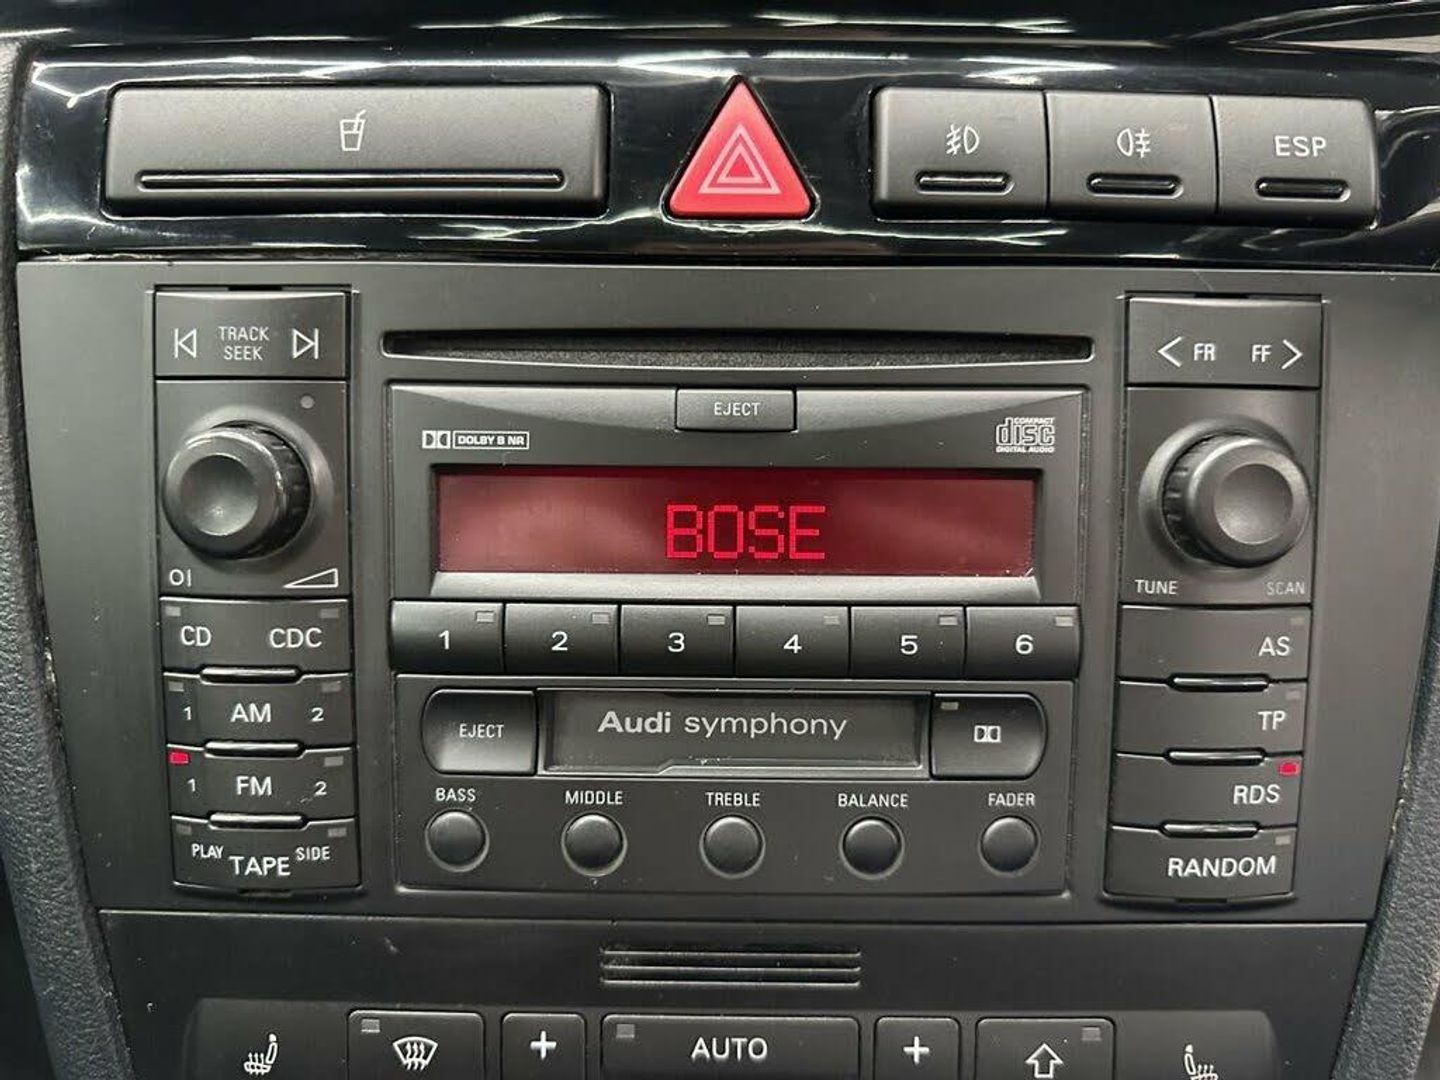 ESP
TRACK
SEEK
FR FF
EJECT
DOLBY B NR
COMPACT
disc
DIGITAL AUDIO
BOSE
TUNE
SCAN
CD CDC
1 2 3 4 5 6
AS
1 AM 2
EJECT
Audi symphony
TP
1 FM 2
RDS
BASS MIDDLE TREBLE BALANCE FADER
PLAY TAPE SIDE
RANDOM
+ AUTO +